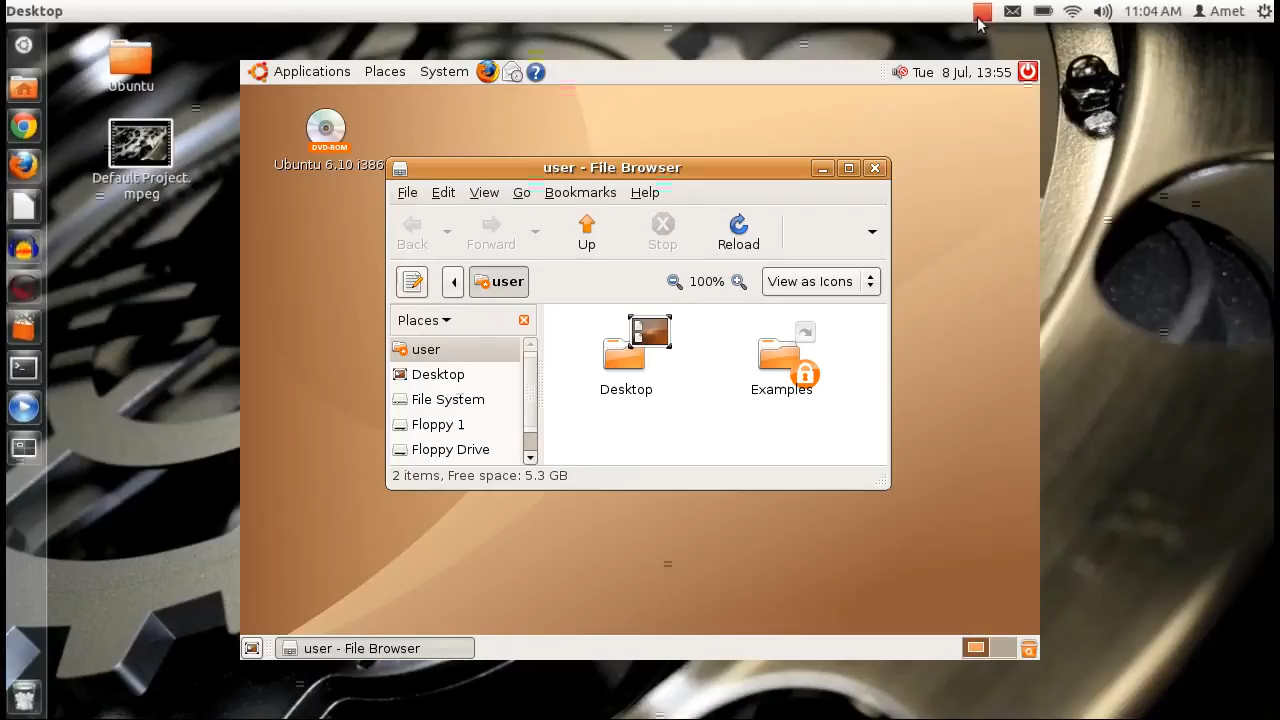 Desktop
11:04 AM
Amet
Ubuntu
Default Project.
mpeg
Applications Places System
Tue 8 Jul, 13:55
DVD-ROM
Ubuntu 6.10 i386
user - File Browser
File Edit View Go Bookmarks Help
Back Forward Up Stop Reload
user 100% View as Icons
Places
user
Desktop
File System
Floppy 1
Floppy Drive
Desktop
Examples
2 items, Free space: 5.3 GB
user - File Browser